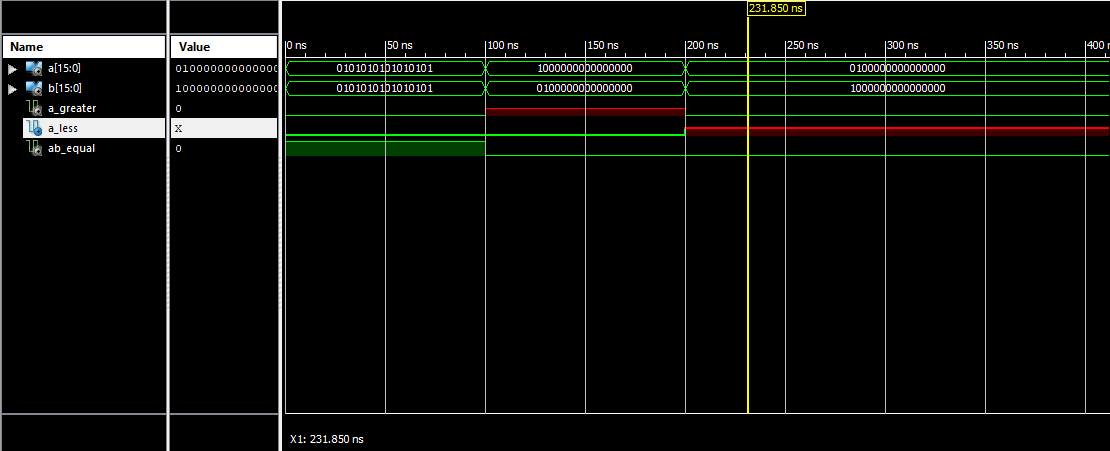 231.850 ns
Name Value
0 ns 50 ns 100 ns 150 ns 200 ns 250 ns 300 ns 350 ns 400 n
a[15:0] 010000000000000 0101010101010101 1000000000000000 0100000000000000
b[15:0] 100000000000000 0101010101010101 0100000000000000 1000000000000000
a_greater 0
a_less X
ab_equal 0
X1: 231.850 ns